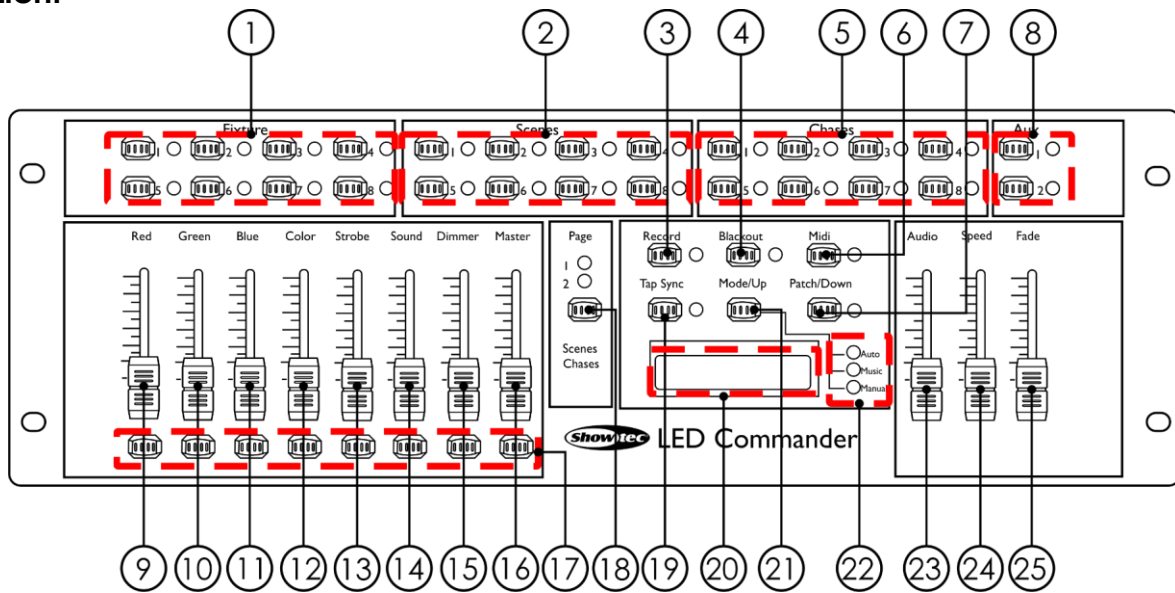 1 2 3 4 5 6 7 8
Fixture Scenes Chases Aux
1 2 3 4 1 2 3 4 1 2 3 4 1
5 6 7 8 5 6 7 8 5 6 7 8 2
Red Green Blue Color Strobe Sound Dimmer Master
Page
1
2
Scenes
Chases
Record Blackout Midi
Tap Sync Mode/Up Patch/Down
Auto
Music
Manual
Audio Speed Fade
Showtec LED Commander
9 10 11 12 13 14 15 16 17 18 19 20 21 22 23 24 25